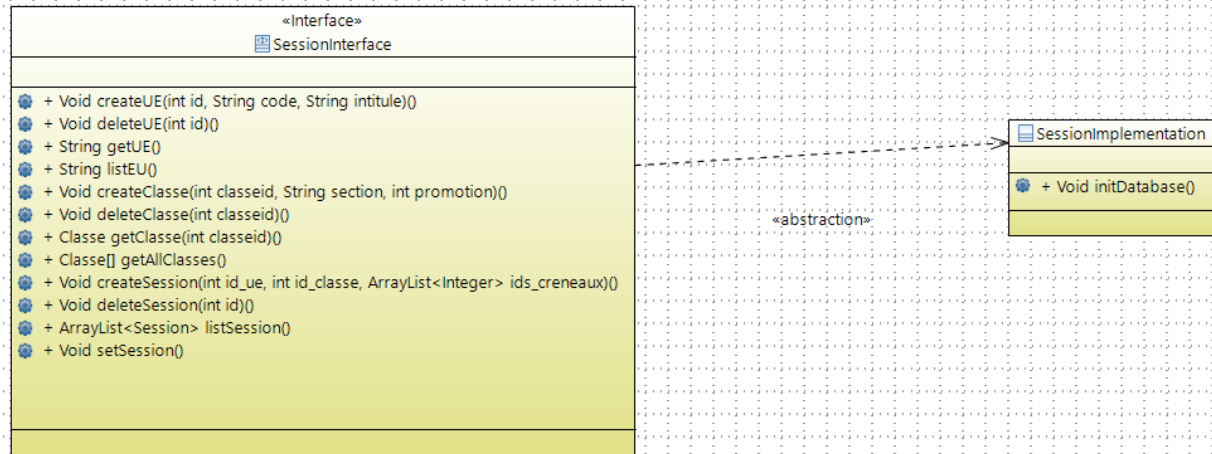 «Interface»
SessionInterface
+ Void createUE(int id, String code, String intitule)()
+ Void deleteUE(int id)()
+ String getUE()
+ String listEU()
+ Void createClasse(int classeid, String section, int promotion)()
+ Void deleteClasse(int classeid)()
+ Classe getClasse(int classeid)()
+ Classe[] getAllClasses()
+ Void createSession(int id_ue, int id_classe, ArrayList<Integer> ids_creneaux)()
+ Void deleteSession(int id)()
+ ArrayList<Session> listSession()
+ Void setSession()
«abstraction»
SessionImplementation
+ Void initDatabase()